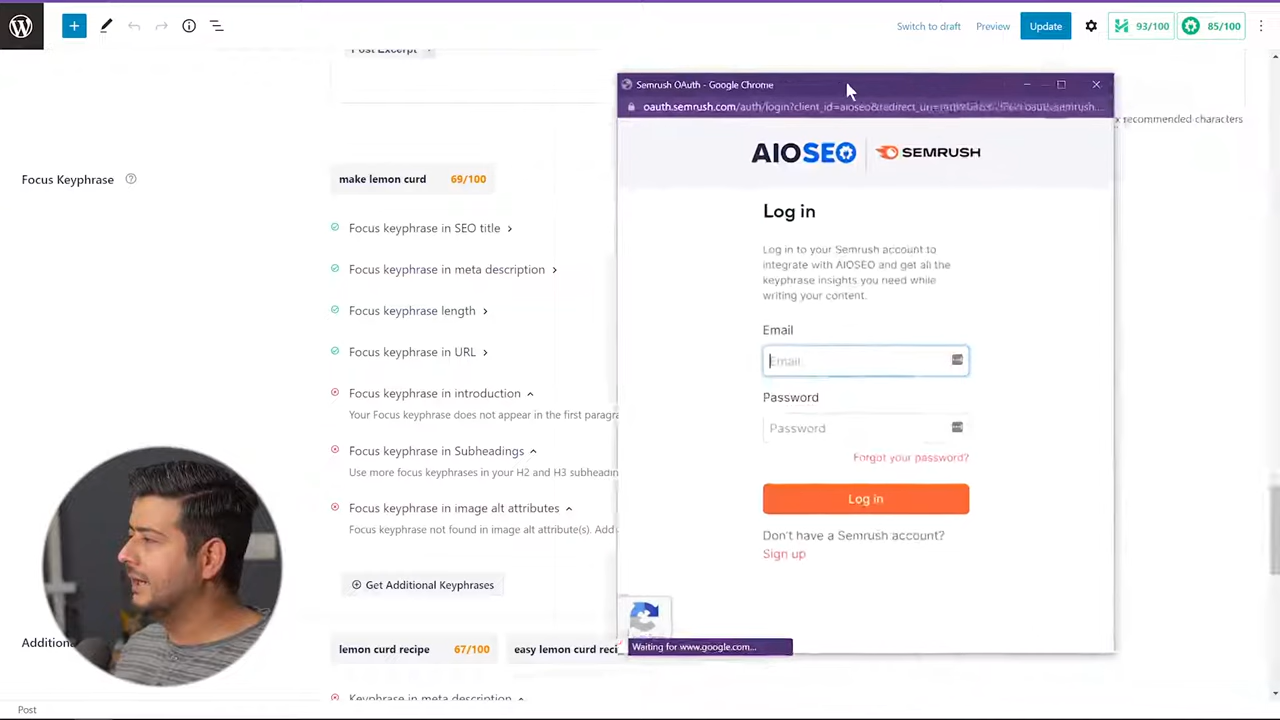 Switch to draft
Preview
Update
93/100
85/100
Post Excerpt
Semrush OAuth - Google Chrome
recommended characters
AIOSEO
SEMRUSH
Focus Keyphrase
make lemon curd 69/100
Focus keyphrase in SEO title
Focus keyphrase in meta description
Focus keyphrase length
Focus keyphrase in URL
Focus keyphrase in introduction
Your Focus keyphrase does not appear in the first
Focus keyphrase in Subheadings
Use more focus keyphrases in your H2 and H3
Focus keyphrase in image alt attributes
Focus keyphrase not found in image alt attribute(s). Add
Get Additional Keyphrases
lemon curd recipe 67/100
easy lemon curd
Keyphrase in meta description
Log in
Log in to your Semrush account to
integrate with AIOSEO and get all the
keyphrase insights you need while
writing your content.
Email
Email
Password
Password
Forgot your password?
Log in
Don't have a Semrush account?
Sign up
Waiting for www.google.com...
Post